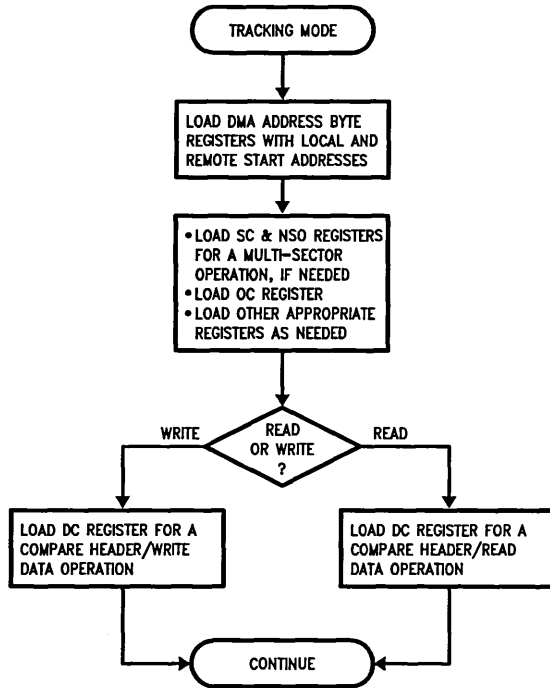 TRACKING MODE
LOAD DMA ADDRESS BYTE
REGISTERS WITH LOCAL AND
REMOTE START ADDRESSES
•LOAD SC & NSO REGISTERS
FOR A MULTI-SECTOR
OPERATION, IF NEEDED
•LOAD OC REGISTER
•LOAD OTHER APPROPRIATE
REGISTERS AS NEEDED
WRITE
READ
OR WRITE
?
READ
LOAD DC REGISTER FOR A
COMPARE HEADER/WRITE
DATA OPERATION
LOAD DC REGISTER FOR A
COMPARE HEADER/READ
DATA OPERATION
CONTINUE